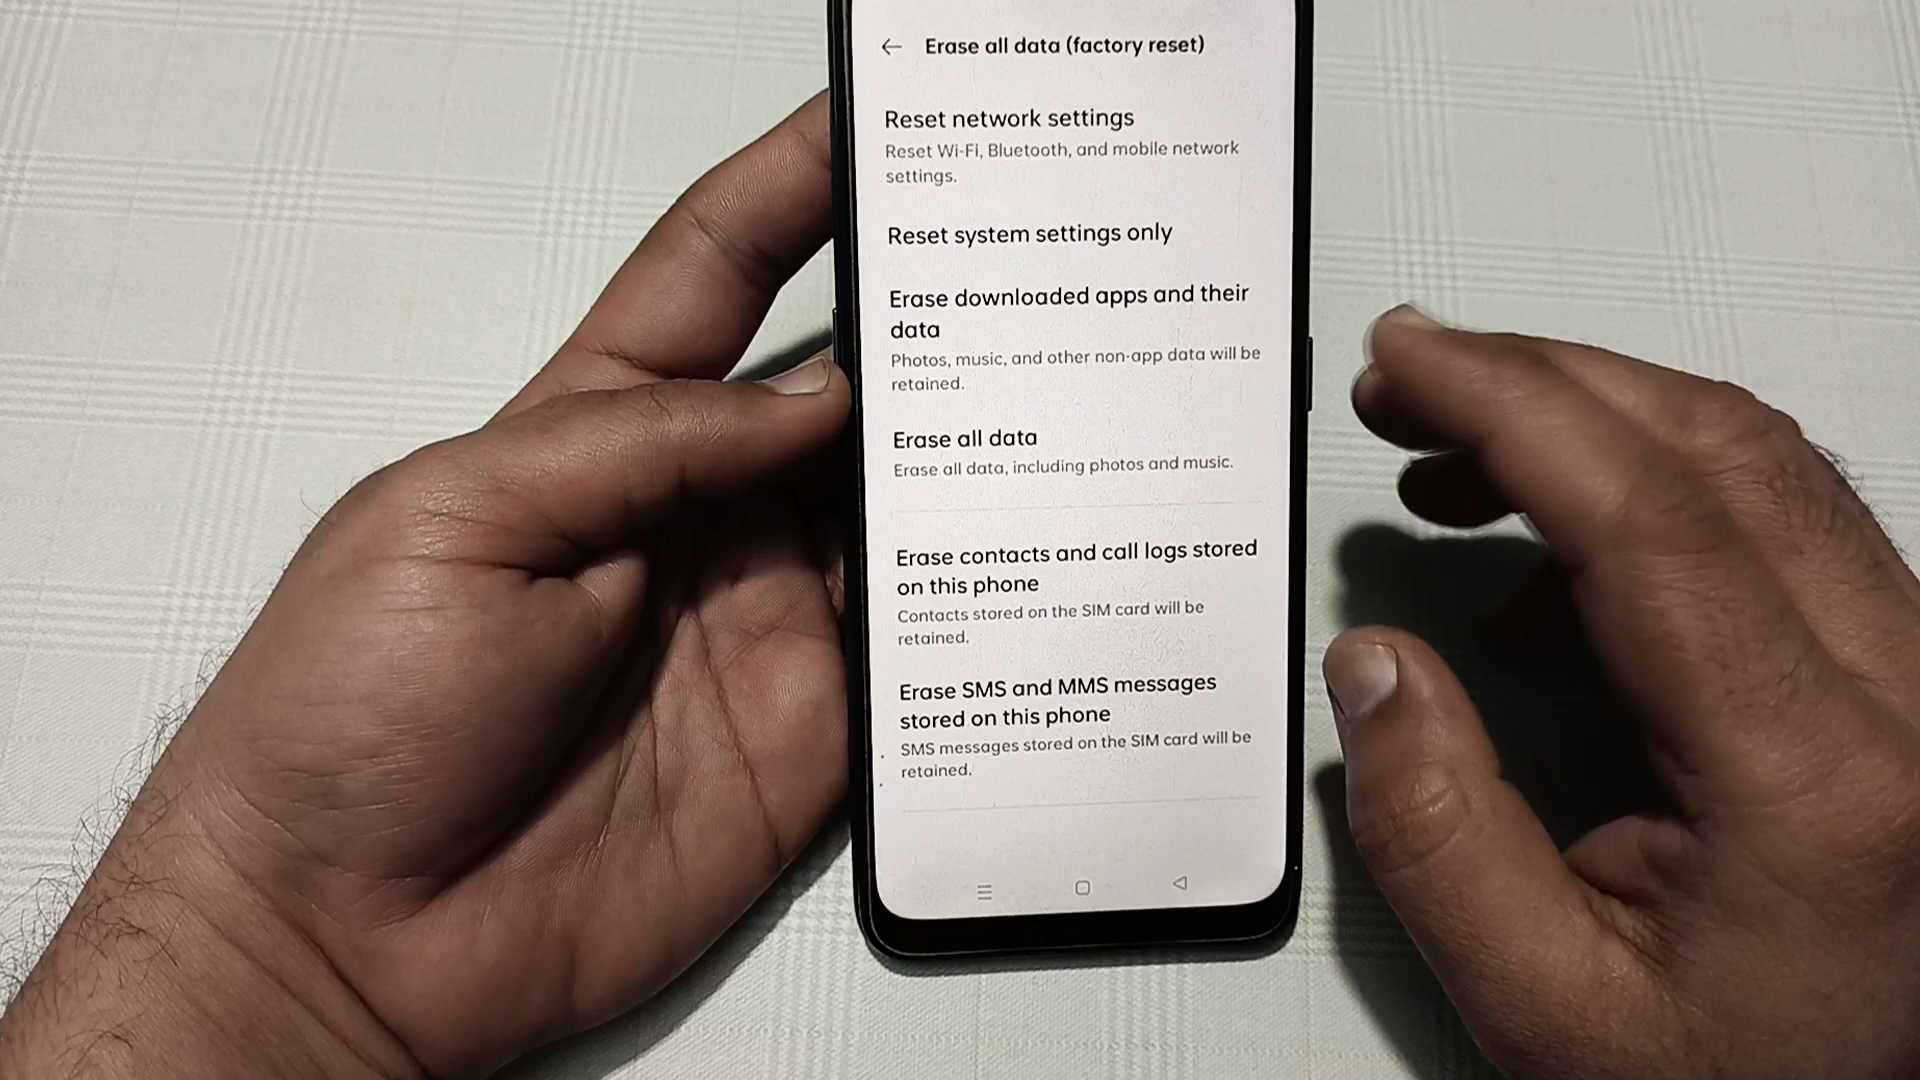 Erase all data (factory reset)
Reset network settings
Reset Wi-Fi, Bluetooth, and mobile network
settings.
Reset system settings only
Erase downloaded apps and their
data
Photos, music, and other non-app data will be
retained.
Erase all data
Erase all data, including photos and music.
Erase contacts and call logs stored
on this phone
Contacts stored on the SIM card will be
retained.
Erase SMS and MMS messages
stored on this phone
SMS messages stored on the SIM card will be
retained.